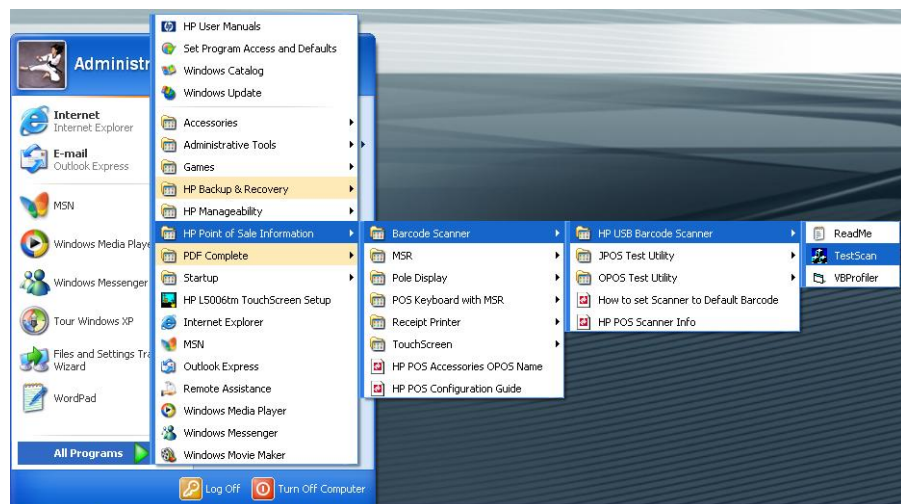 Administr
Internet
Internet Explorer
E-mail
Outlook Express
MSN
Windows Media Playe
Windows Messenger
Tour Windows XP
Files and Settings Tra
Wizard
WordPad
All Programs
Log Off
Turn Off Computer
HP User Manuals
Set Program Access and Defaults
Windows Catalog
Windows Update
Accessories
Administrative Tools
Games
HP Backup & Recovery
HP Manageability
HP Point of Sale Information
PDF Complete
Startup
HP L5006tm TouchScreen Setup
Internet Explorer
MSN
Outlook Express
Remote Assistance
Windows Media Player
Windows Messenger
Windows Movie Maker
Barcode Scanner
MSR
Pole Display
POS Keyboard with MSR
Receipt Printer
TouchScreen
HP POS Accessories OPOS Name
HP POS Configuration Guide
HP USB Barcode Scanner
JPOS Test Utility
OPOS Test Utility
How to set Scanner to Default Barcode
HP POS Scanner Info
ReadMe
TestScan
VBProfiler